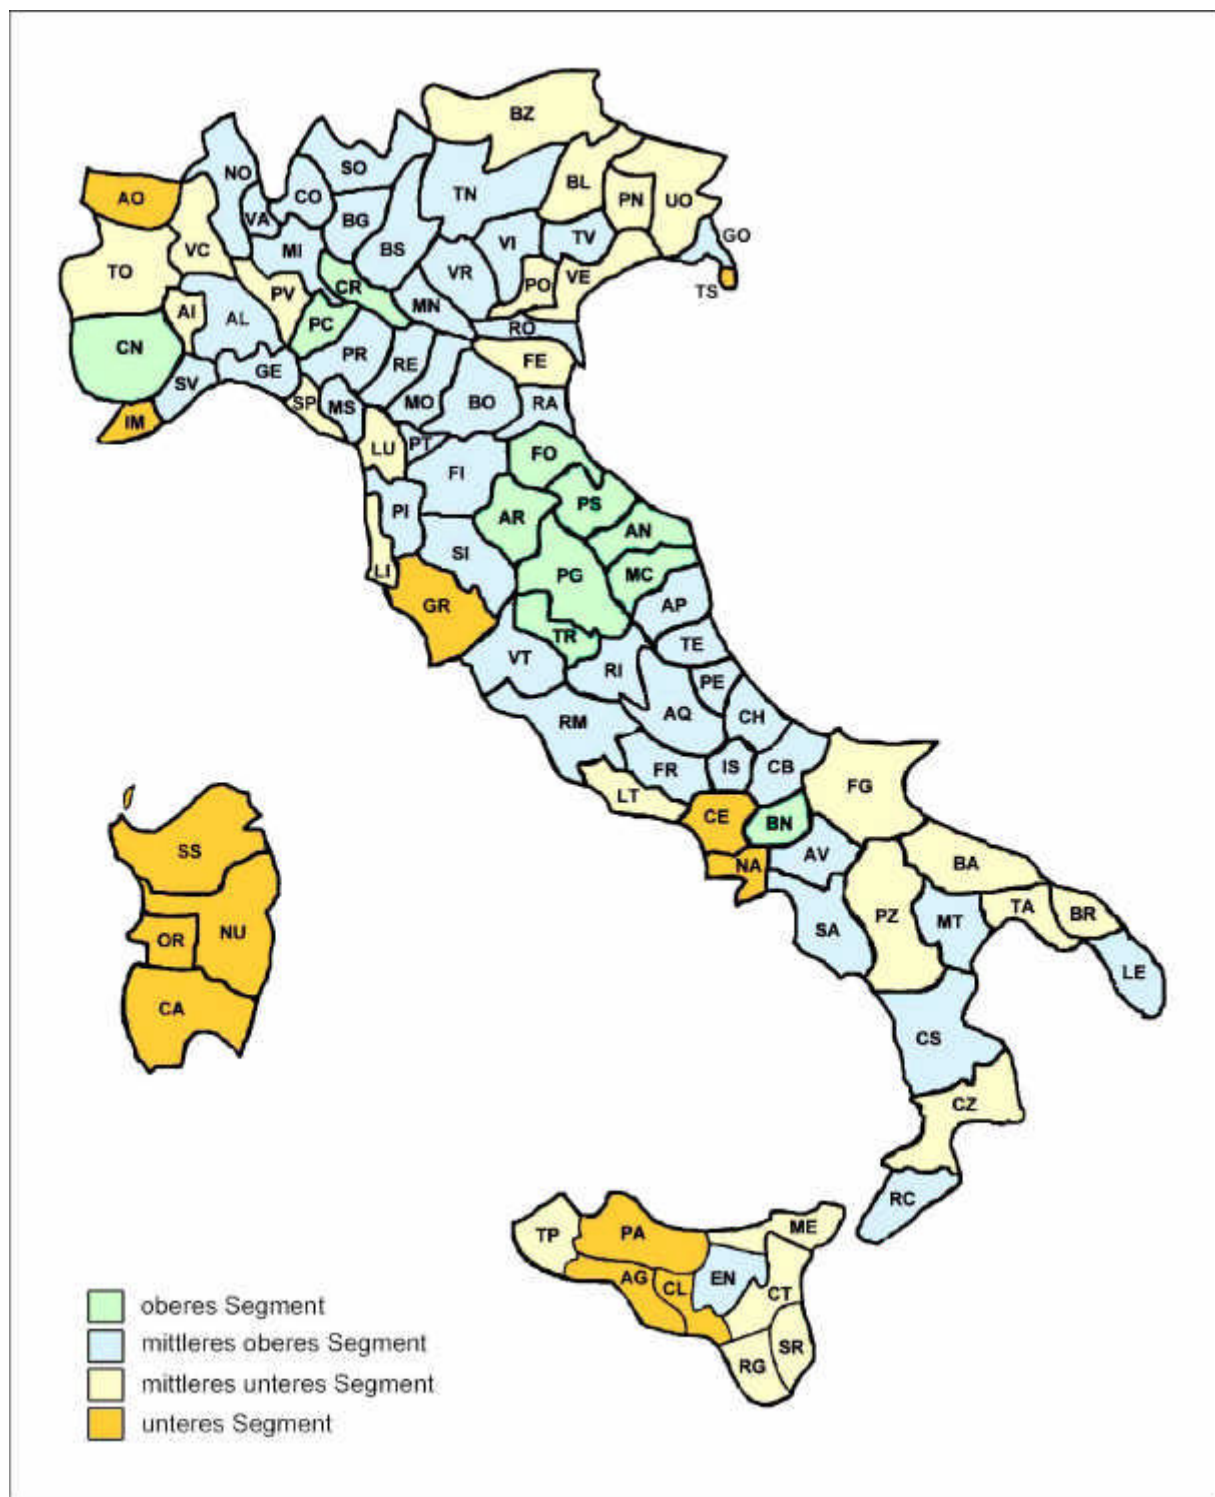 BZ
SO
NO
CO
TN
BL
PN
UO
AO
VA
BG
VI
TV
GO
VC
MI
BS
TO
VR
PO
VE
TS
PV
CR
MN
AI
AL
PC
RO
CN
PR
RE
FE
SV
GE
SP
MS
MO
BO
RA
IM
LU
PT
FI
FO
PI
AR
PS
AN
SI
LI
PG
MC
GR
AP
TR
TE
VT
RI
PE
RM
AQ
CH
FR
IS
CB
LT
FG
CE
BN
SS
NA
AV
BA
OR
NU
SA
PZ
MT
TA
BR
LE
CA
CS
CZ
RC
TP
PA
ME
AG
CL
EN
CT
RG
SR
oberes Segment
mittleres oberes Segment
mittleres unteres Segment
unteres Segment